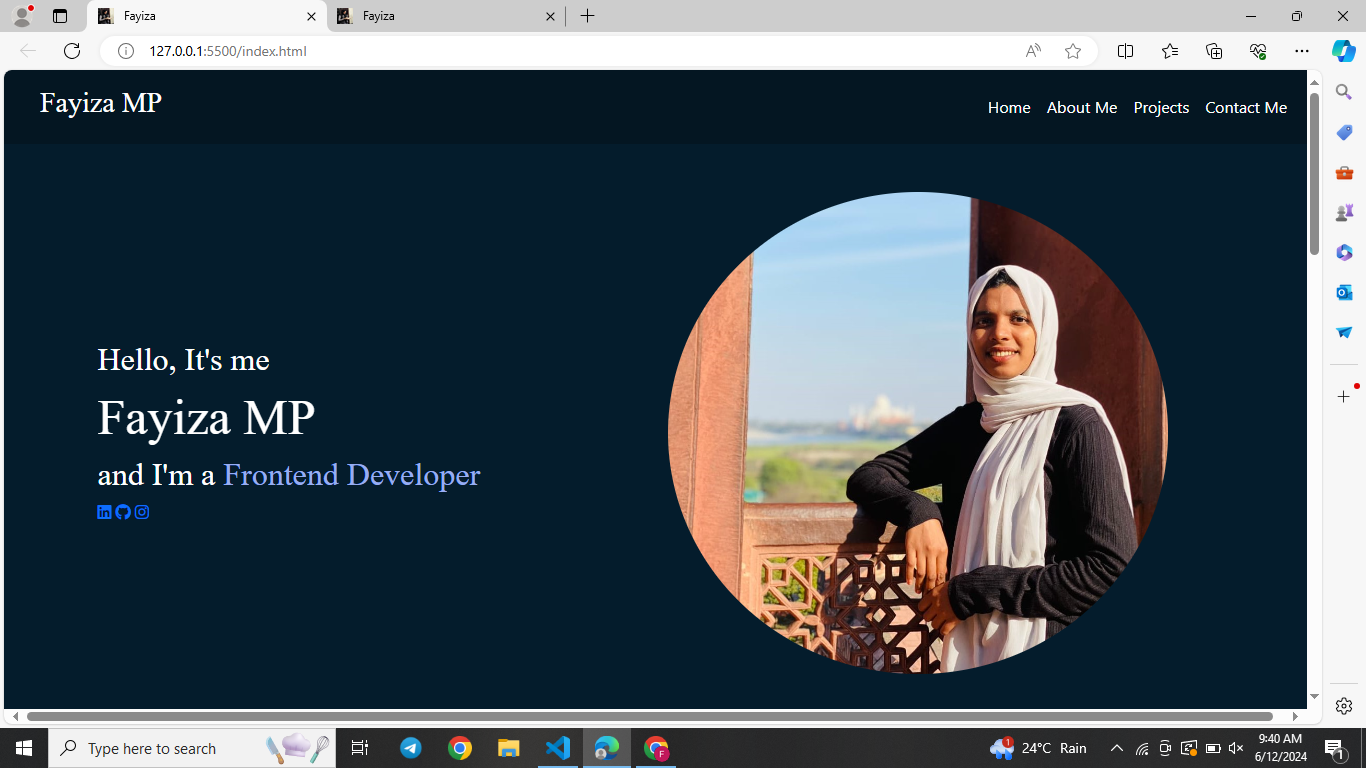 Fayiza
Fayiza
127.0.0.1:5500/index.html
Fayiza MP
Home About Me Projects Contact Me
Hello, It's me
Fayiza MP
and I'm a Frontend Developer
Type here to search
1
24°C Rain
F
9:40 AM
6/12/2024
1